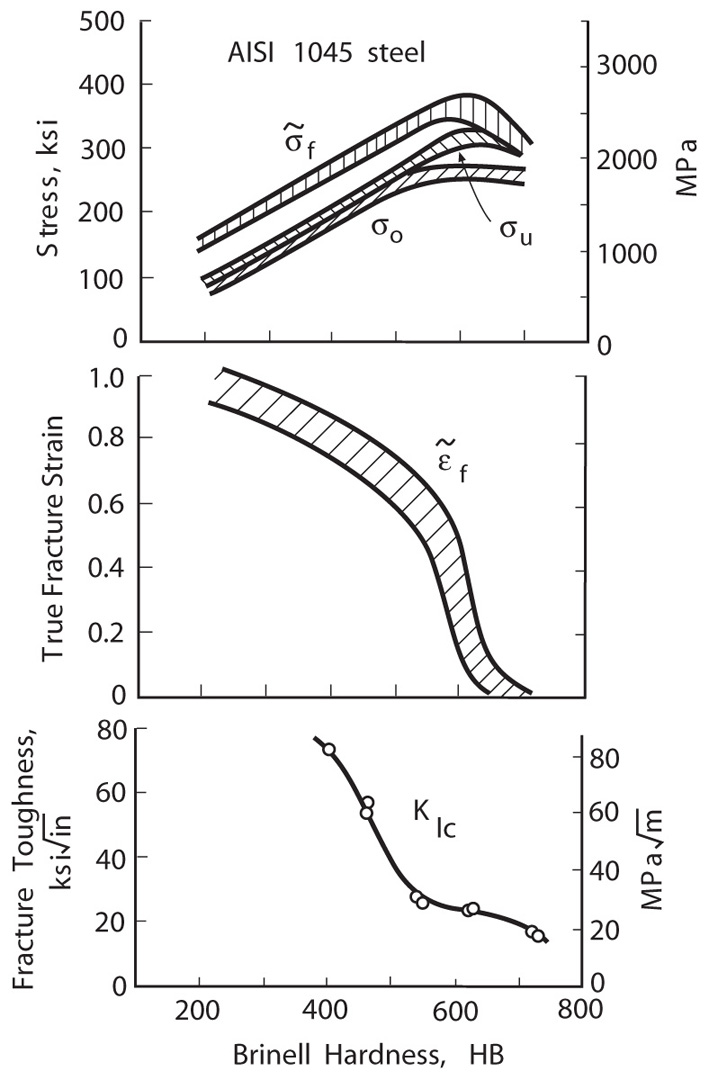 AISI 1045 steel
Stress, ksi
500
400
300
200
100
0
MPa
3000
2000
1000
0
σ̃f
σo
σu
True Fracture Strain
1.0
0.8
0.6
0.4
0.2
0
ε̃f
Fracture Toughness,
ksi√in
80
60
40
20
0
KIc
MPa√m
80
60
40
20
0
200 400 600 800
Brinell Hardness, HB